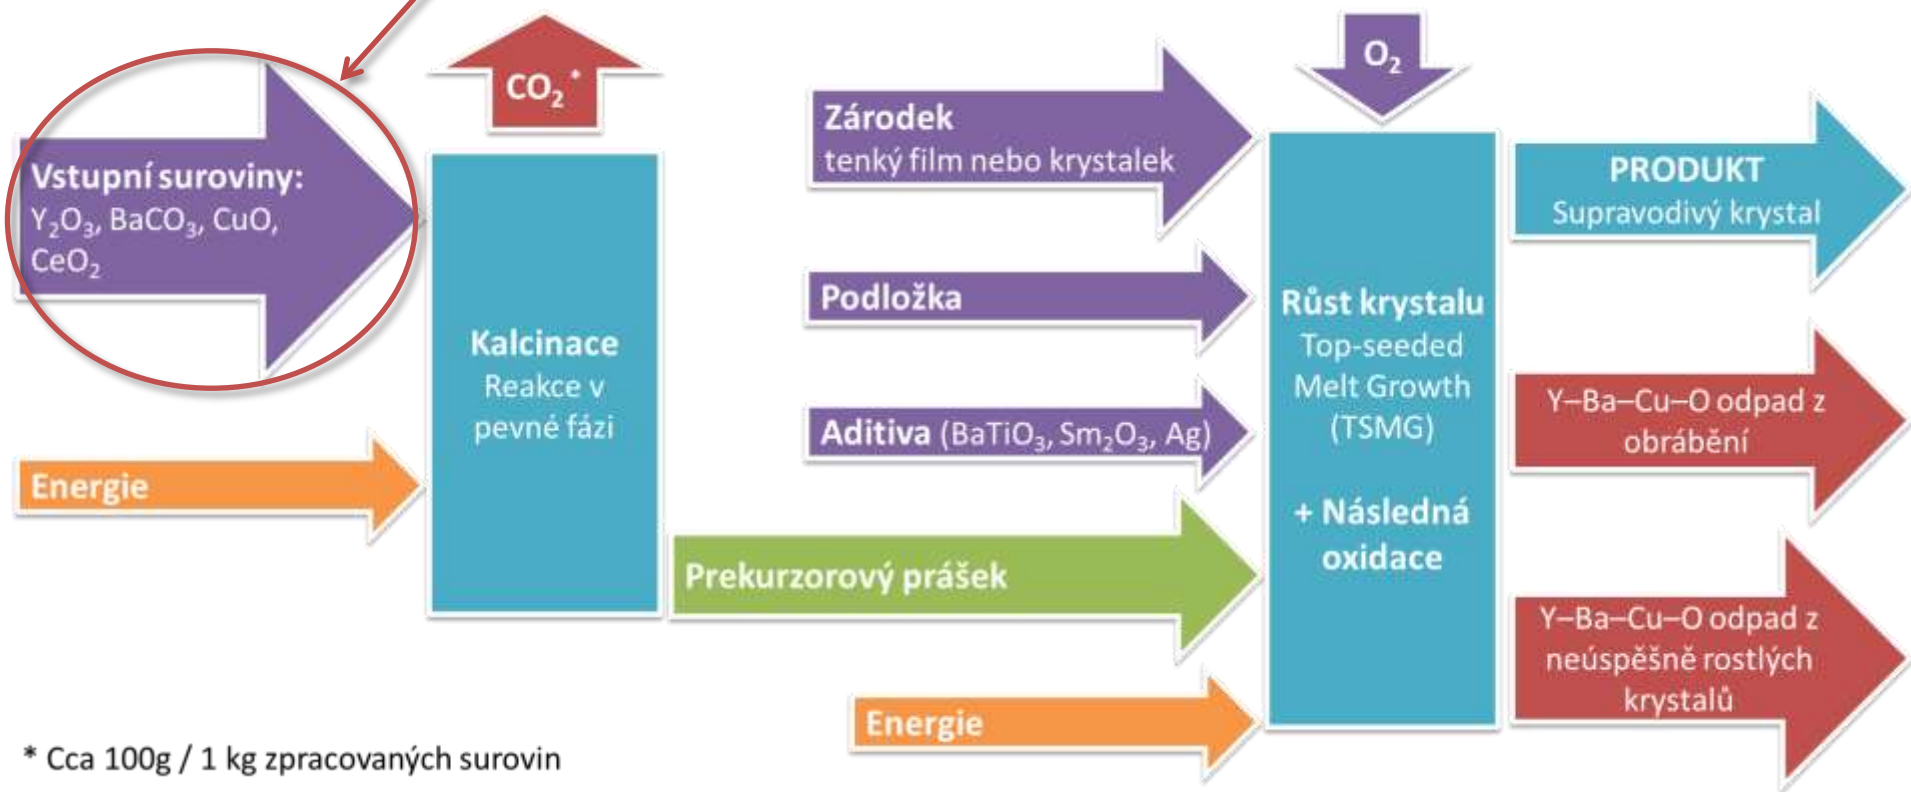 Vstupní suroviny:
Y₂O₃, BaCO₃, CuO,
CeO₂
Energie
CO₂*
Kalcinace
Reakce v
pevné fázi
Zárodek
tenký film nebo krystalek
Podložka
Aditiva (BaTiO₃, Sm₂O₃, Ag)
Prekurzorový prášek
Energie
O₂
Růst krystalu
Top-seeded
Melt Growth
(TSMG)
+ Následná
oxidace
PRODUKT
Supravodivý krystal
Y–Ba–Cu–O odpad z
obrábění
Y–Ba–Cu–O odpad z
neúspěšně rostlých
krystalů
* Cca 100g / 1 kg zpracovaných surovin